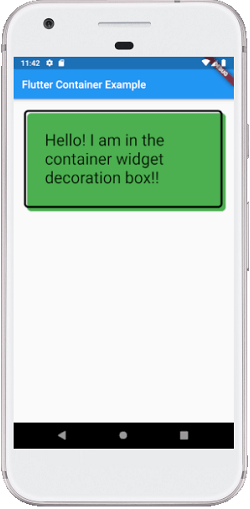 11:42
Flutter Container Example
Hello! I am in the
container widget
decoration box!!